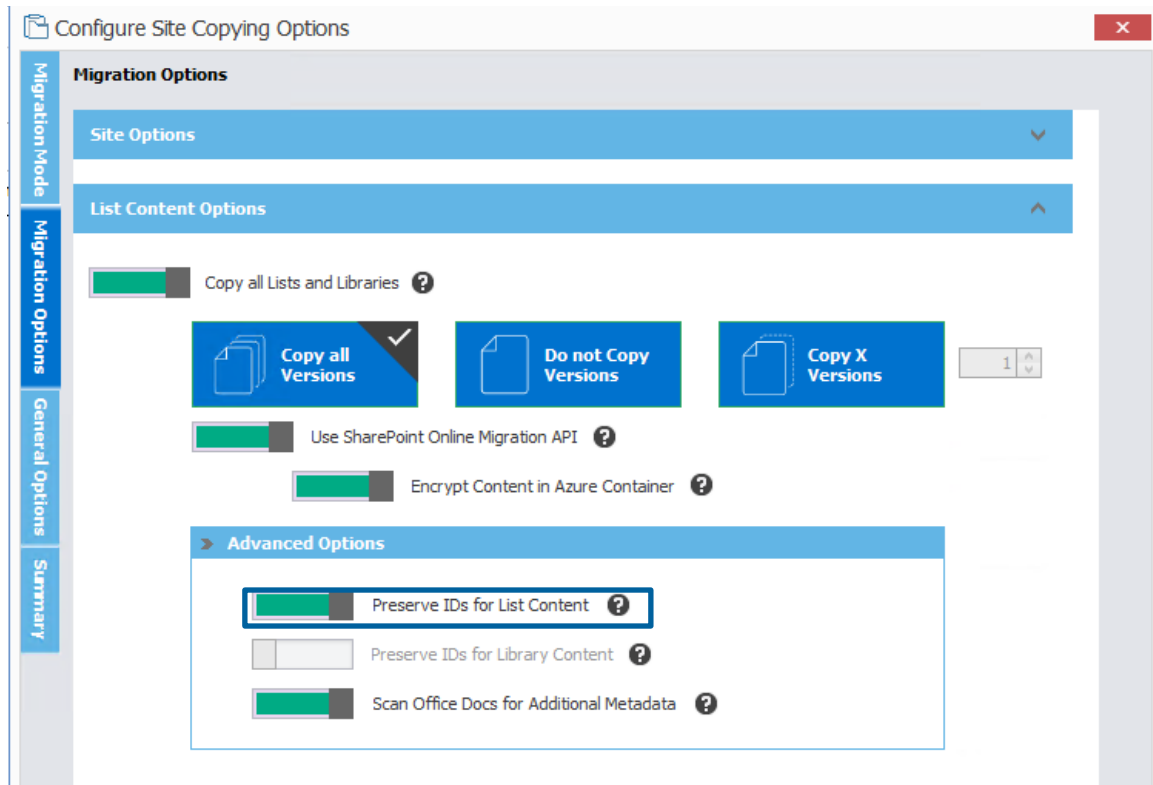 Configure Site Copying Options
Migration Mode
Migration Options
General Options
Summary
Migration Options
Site Options
List Content Options
Copy all Lists and Libraries
Copy all
Versions
Do not Copy
Versions
Copy X
Versions
1
Use SharePoint Online Migration API
Encrypt Content in Azure Container
Advanced Options
Preserve IDs for List Content
Preserve IDs for Library Content
Scan Office Docs for Additional Metadata